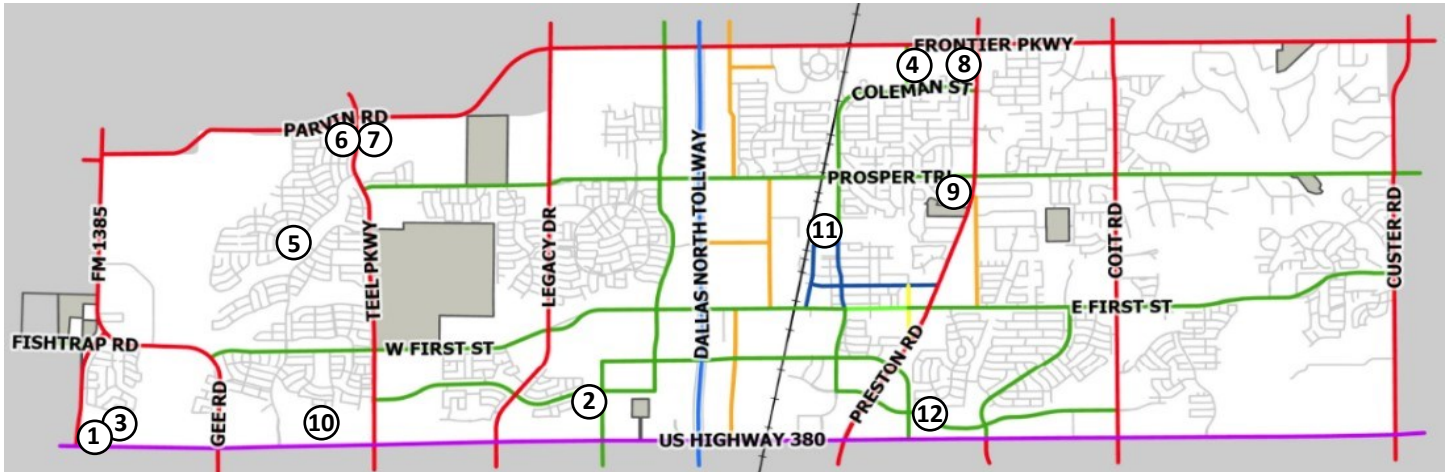 FRONTIER PKWY
4
8
COLEMAN ST
PARVIN RD
6
7
PROSPER TRL
9
FM 1385
5
TEEL PKWY
LEGACY DR
DALLAS NORTH TOLLWAY
11
COIT RD
CUSTER RD
E FIRST ST
FISHTRAP RD
W FIRST ST
PRESTON RD
GEE RD
1
3
10
2
12
US HIGHWAY 380